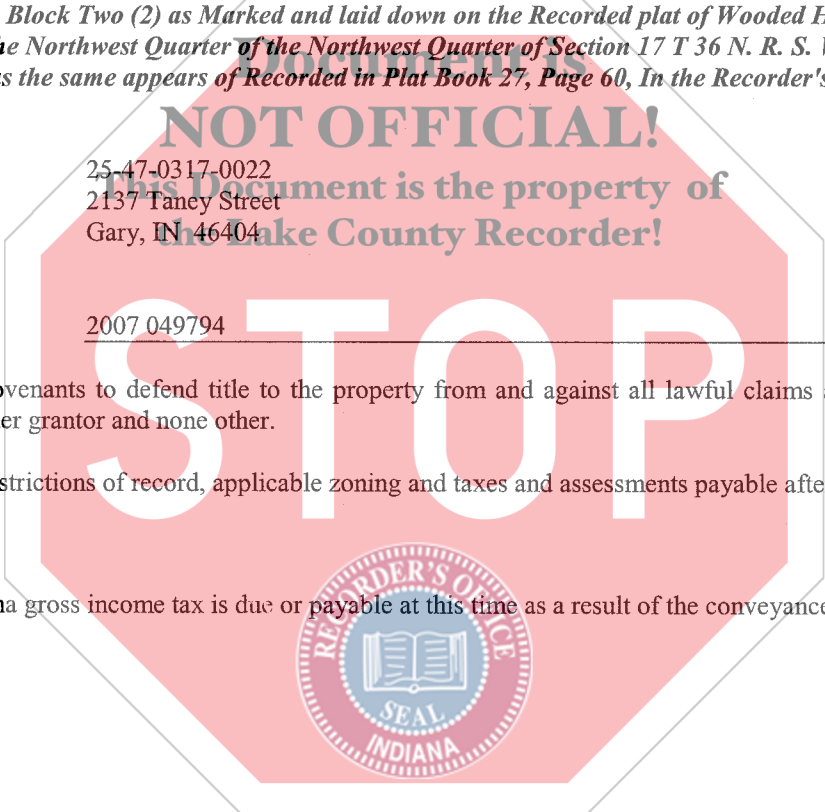 Block Two (2) as Marked and laid down on the Recorded plat of Wooded H
he Northwest Quarter of the Northwest Quarter of Section 17 T 36 N. R. S.
s the same appears of Recorded in Plat Book 27, Page 60, In the Recorder's
Document is
NOT OFFICIAL!
This Document is the property of
the Lake County Recorder!
25-47-0317-0022
2137 Taney Street
Gary, IN 46404
2007 049794
STOP
ovenants to defend title to the property from and against all lawful claims
er grantor and none other.
strictions of record, applicable zoning and taxes and assessments payable afte
na gross income tax is due or payable at this time as a result of the conveyance
RECORDER'S OFFICE
SEAL
INDIANA